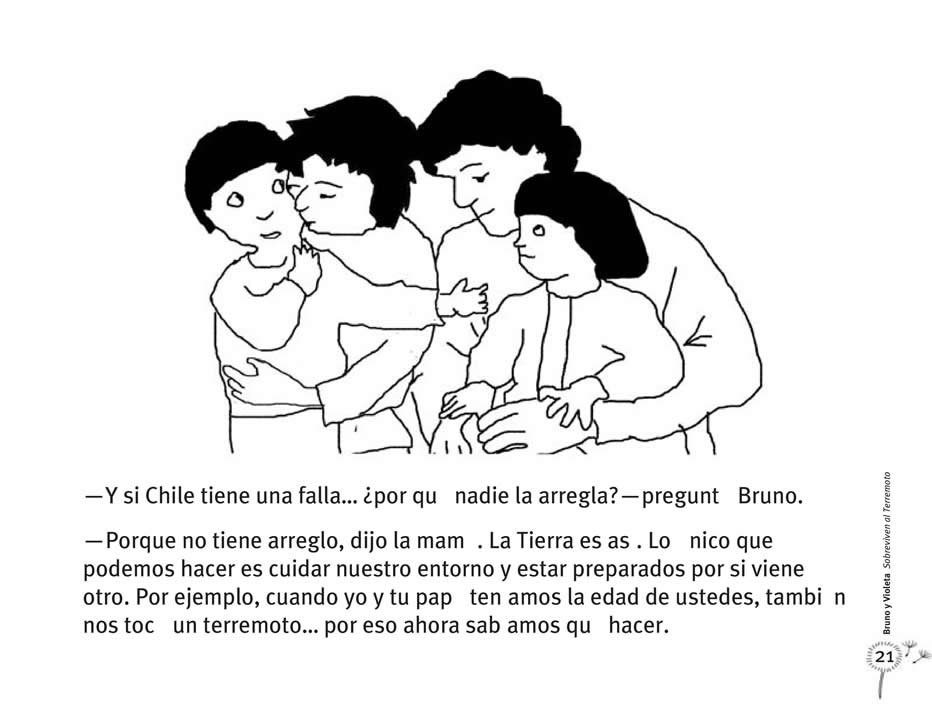 —Y si Chile tiene una falla... ¿por qu nadie la arregla?—pregunt Bruno.
—Porque no tiene arreglo, dijo la mam . La Tierra es as . Lo nico que
podemos hacer es cuidar nuestro entorno y estar preparados por si viene
otro. Por ejemplo, cuando yo y tu pap ten amos la edad de ustedes, tambi n
nos toc un terremoto... por eso ahora sab amos qu hacer.
Bruno y Violeta Sobreviven al Terremoto
21